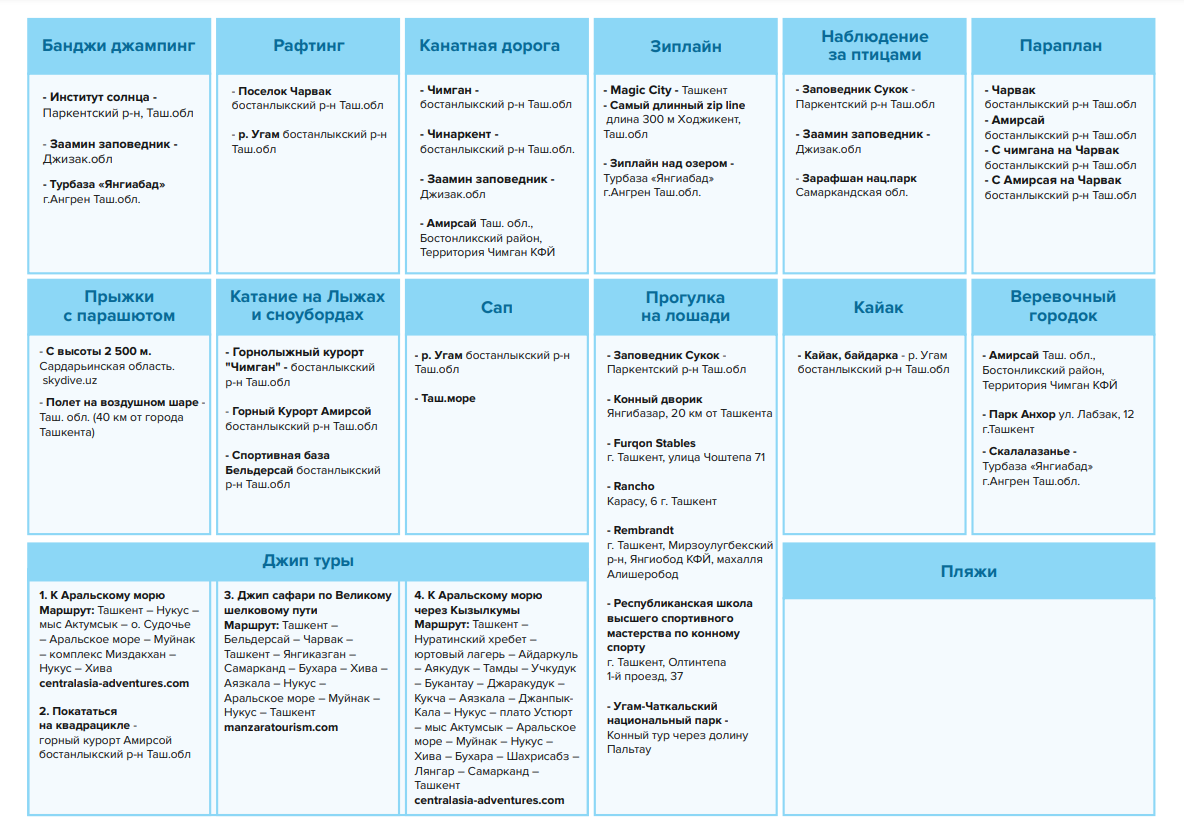 Банджи джампинг
- Институт солнца -
Паркентский р-н, Таш.обл
- Заамин заповедник -
Джизак.обл
- Турбаза «Янгиабад»
г.Ангрен Таш.обл.
Рафтинг
- Поселок Чарвак
бостанлыкский р-н Таш.обл
- р. Угам бостанлыкский р-н
Таш.обл
Канатная дорога
- Чимган -
бостанлыкский р-н Таш.обл
- Чинаркент -
бостанлыкский р-н Таш.обл.
- Заамин заповедник -
Джизак.обл
- Амирсай Таш. обл.,
Бостонликский район,
Территория Чимган КФЙ
Зиплайн
- Magic City - Ташкент
- Самый длинный zip line
длина 300 м Ходжикент,
Таш.обл
- Зиплайн над озером -
Турбаза «Янгиабад»
г.Ангрен Таш.обл.
Наблюдение
за птицами
- Заповедник Сукок -
Паркентский р-н Таш.обл
- Заамин заповедник -
Джизак.обл
- Зарафшан нац.парк
Самаркандская обл.
Параплан
- Чарвак
бостанлыкский р-н Таш.обл
- Амирсай
бостанлыкский р-н Таш.обл
- С чимгана на Чарвак
бостанлыкский р-н Таш.обл
- С Амирсая на Чарвак
бостанлыкский р-н Таш.обл
Прыжки
с парашютом
- С высоты 2 500 м.
Сардарьинская область.
skydive.uz
- Полет на воздушном шаре -
Таш. обл. (40 км от города
Ташкента)
Катание на Лыжах
и сноубордах
- Горнолыжный курорт
"Чимган" - бостанлыкский
р-н Таш.обл
- Горный Курорт Амирсой
бостанлыкский р-н Таш.обл
- Спортивная база
Бельдерсай бостанлыкский
р-н Таш.обл
Сап
- р. Угам бостанлыкский р-н
Таш.обл
- Таш.море
Прогулка
на лошади
- Заповедник Сукок -
Паркентский р-н Таш.обл
- Конный дворик
Янгибазар, 20 км от Ташкента
- Furqon Stables
г. Ташкент, улица Чоштепа 71
- Rancho
Карасу, 6 г. Ташкент
- Rembrandt
г. Ташкент, Мирзоулугбекский
р-н, Янгиобод КФЙ, махалля
Алишеробод
- Республиканская школа
высшего спортивного
мастерства по конному
спорту
г. Ташкент, Олтинтепа
1-й проезд, 37
- Угам-Чаткальский
национальный парк -
Конный тур через долину
Пальтау
Кайак
- Кайак, байдарка - р. Угам
бостанлыкский р-н Таш.обл
Веревочный
городок
- Амирсай Таш. обл.,
Бостонликский район,
Территория Чимган КФЙ
- Парк Анхор ул. Лабзак, 12
г.Ташкент
- Скалалазанье -
Турбаза «Янгиабад»
г.Ангрен Таш.обл.
Джип туры
1. К Аральскому морю
Маршрут: Ташкент – Нукус –
мыс Актумсык – о. Судочье
– Аральское море – Муйнак
– комплекс Миздакхан –
Нукус – Хива
centralasia-adventures.com
2. Покататься
на квадрацикле -
горный курорт Амирсой
бостанлыкский р-н Таш.обл
3. Джип сафари по Великому
шелковому пути
Маршрут: Ташкент –
Бельдерсай – Чарвак –
Ташкент – Янгиказган –
Самарканд – Бухара – Хива –
Аязкала – Нукус –
Аральское море – Муйнак –
Нукус – Ташкент
manzaratourism.com
4. К Аральскому морю
через Кызылкумы
Маршрут: Ташкент –
Нуратинский хребет –
юртовый лагерь – Айдаркуль
– Аякудук – Тамды – Учкудук
– Букантау – Джаракудук –
Кукча – Аязкала – Джанпык-
Кала – Нукус – плато Устюрт
– мыс Актумсык – Аральское
море – Муйнак – Нукус –
Хива – Бухара – Шахрисабз –
Лянгар – Самарканд –
Ташкент
centralasia-adventures.com
Пляжи